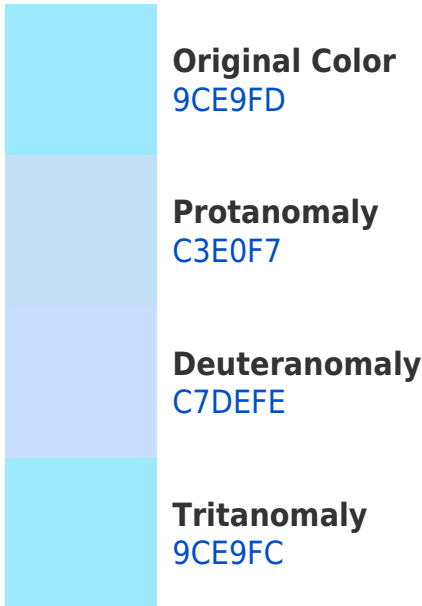 Original Color
9CE9FD
Protanomaly
C3E0F7
Deuteranomaly
C7DEFE
Tritanomaly
9CE9FC